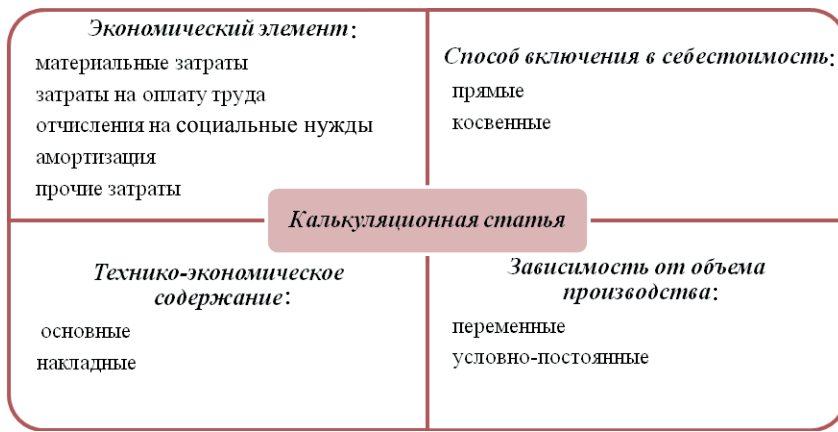 Экономический элемент:
материальные затраты
затраты на оплату труда
отчисления на социальные нужды
амортизация
прочие затраты
Способ включения в себестоимость:
прямые
косвенные
Калькуляционная статья
Технико-экономическое
содержание:
основные
накладные
Зависимость от объема
производства:
переменные
условно-постоянные